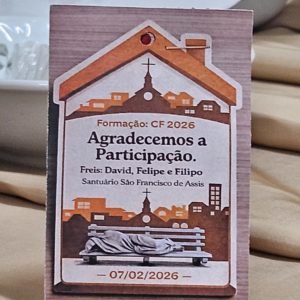 Formação: CF 2026
Agradecemos a
Participação.
Freis: David, Felipe e Filipo
Santuário São Francisco de Assis
— 07/02/2026 —